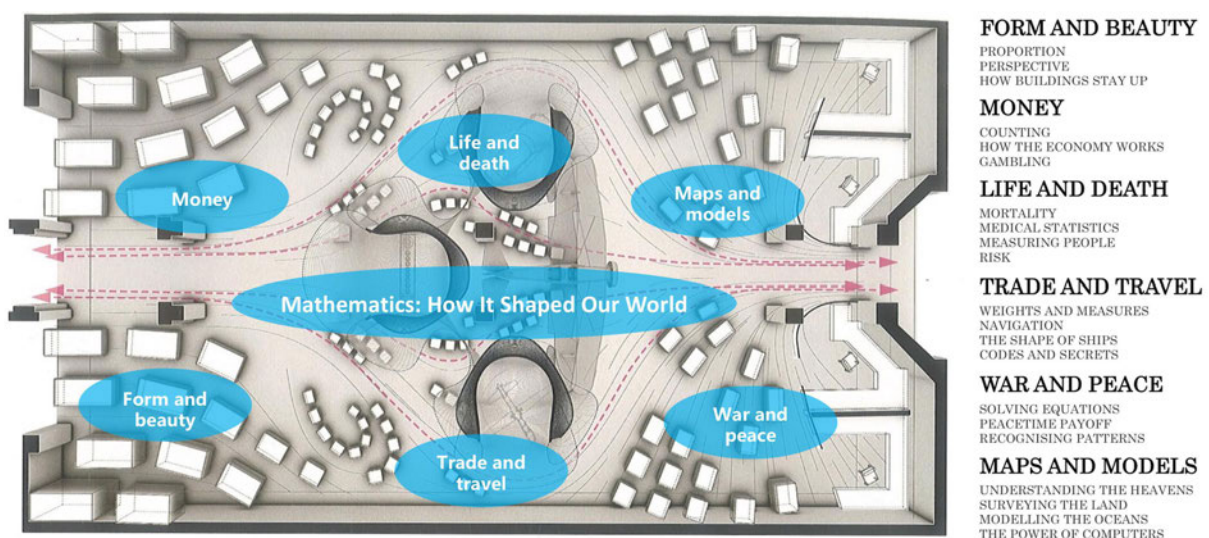 Life and
death
Money
Maps and
models
Mathematics: How It Shaped Our World
Form and
beauty
War and
peace
Trade and
travel
FORM AND BEAUTY
PROPORTION
PERSPECTIVE
HOW BUILDINGS STAY UP
MONEY
COUNTING
HOW THE ECONOMY WORKS
GAMBLING
LIFE AND DEATH
MORTALITY
MEDICAL STATISTICS
MEASURING PEOPLE
RISK
TRADE AND TRAVEL
WEIGHTS AND MEASURES
NAVIGATION
THE SHAPE OF SHIPS
CODES AND SECRETS
WAR AND PEACE
SOLVING EQUATIONS
PEACETIME PAYOFF
RECOGNISING PATTERNS
MAPS AND MODELS
UNDERSTANDING THE HEAVENS
SURVEYING THE LAND
MODELLING THE OCEANS
THE POWER OF COMPUTERS